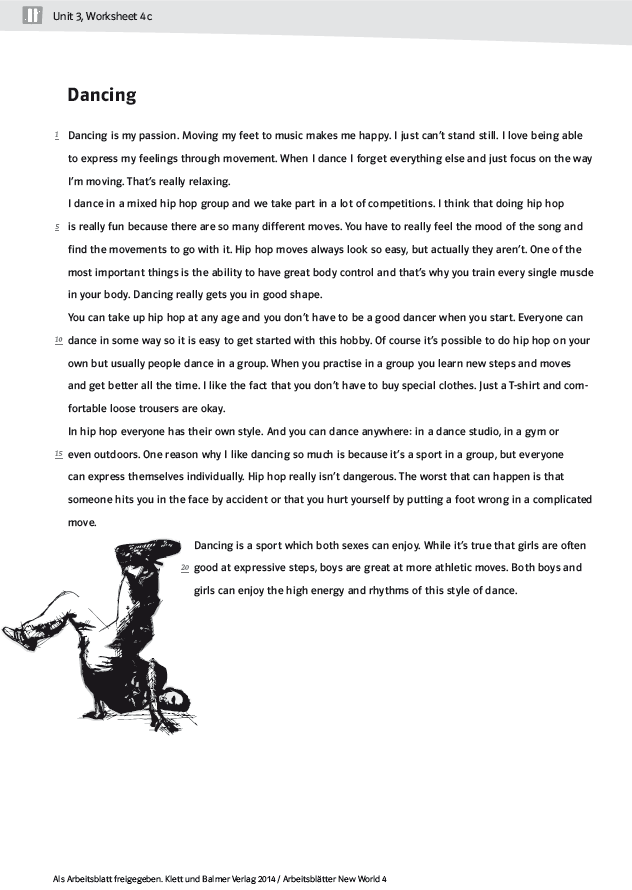 Unit 3, Worksheet 4c
Dancing
1 Dancing is my passion. Moving my feet to music makes me happy. I just can't stand still. I love being able
to express my feelings through movement. When I dance I forget everything else and just focus on the way
I'm moving. That's really relaxing.
I dance in a mixed hip hop group and we take part in a lot of competitions. I think that doing hip hop
5 is really fun because there are so many different moves. You have to really feel the mood of the song and
find the movements to go with it. Hip hop moves always look so easy, but actually they aren't. One of the
most important things is the ability to have great body control and that's why you train every single muscle
in your body. Dancing really gets you in good shape.
You can take up hip hop at any age and you don't have to be a good dancer when you start. Everyone can
10 dance in some way so it is easy to get started with this hobby. Of course it's possible to do hip hop on your
own but usually people dance in a group. When you practise in a group you learn new steps and moves
and get better all the time. I like the fact that you don't have to buy special clothes. Just a T-shirt and com-
fortable loose trousers are okay.
In hip hop everyone has their own style. And you can dance anywhere: in a dance studio, in a gym or
15 even outdoors. One reason why I like dancing so much is because it's a sport in a group, but everyone
can express themselves individually. Hip hop really isn't dangerous. The worst that can happen is that
someone hits you in the face by accident or that you hurt yourself by putting a foot wrong in a complicated
move.
Dancing is a sport which both sexes can enjoy. While it's true that girls are often
20 good at expressive steps, boys are great at more athletic moves. Both boys and
girls can enjoy the high energy and rhythms of this style of dance.
Als Arbeitsblatt freigegeben. Klett und Balmer Verlag 2014 / Arbeitsblätter New World 4